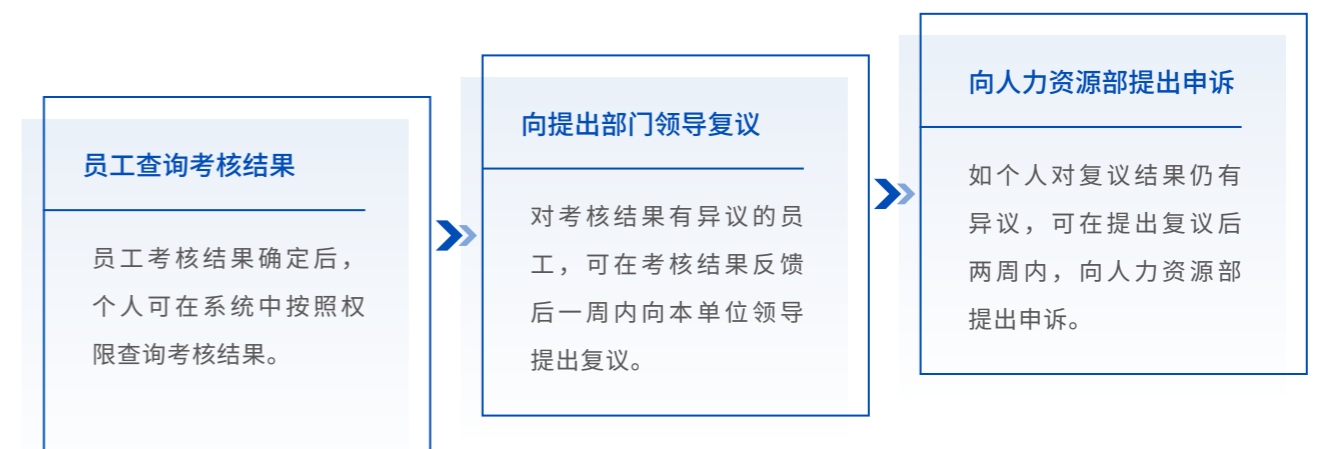 员工查询考核结果
员工考核结果确定后，
个人可在系统中按照权
限查询考核结果。
向提出部门领导复议
对考核结果有异议的员
工，可在考核结果反馈
后一周内向本单位领导
提出复议。
向人力资源部提出申诉
如个人对复议结果仍有
异议，可在提出复议后
两周内，向人力资源部
提出申诉。